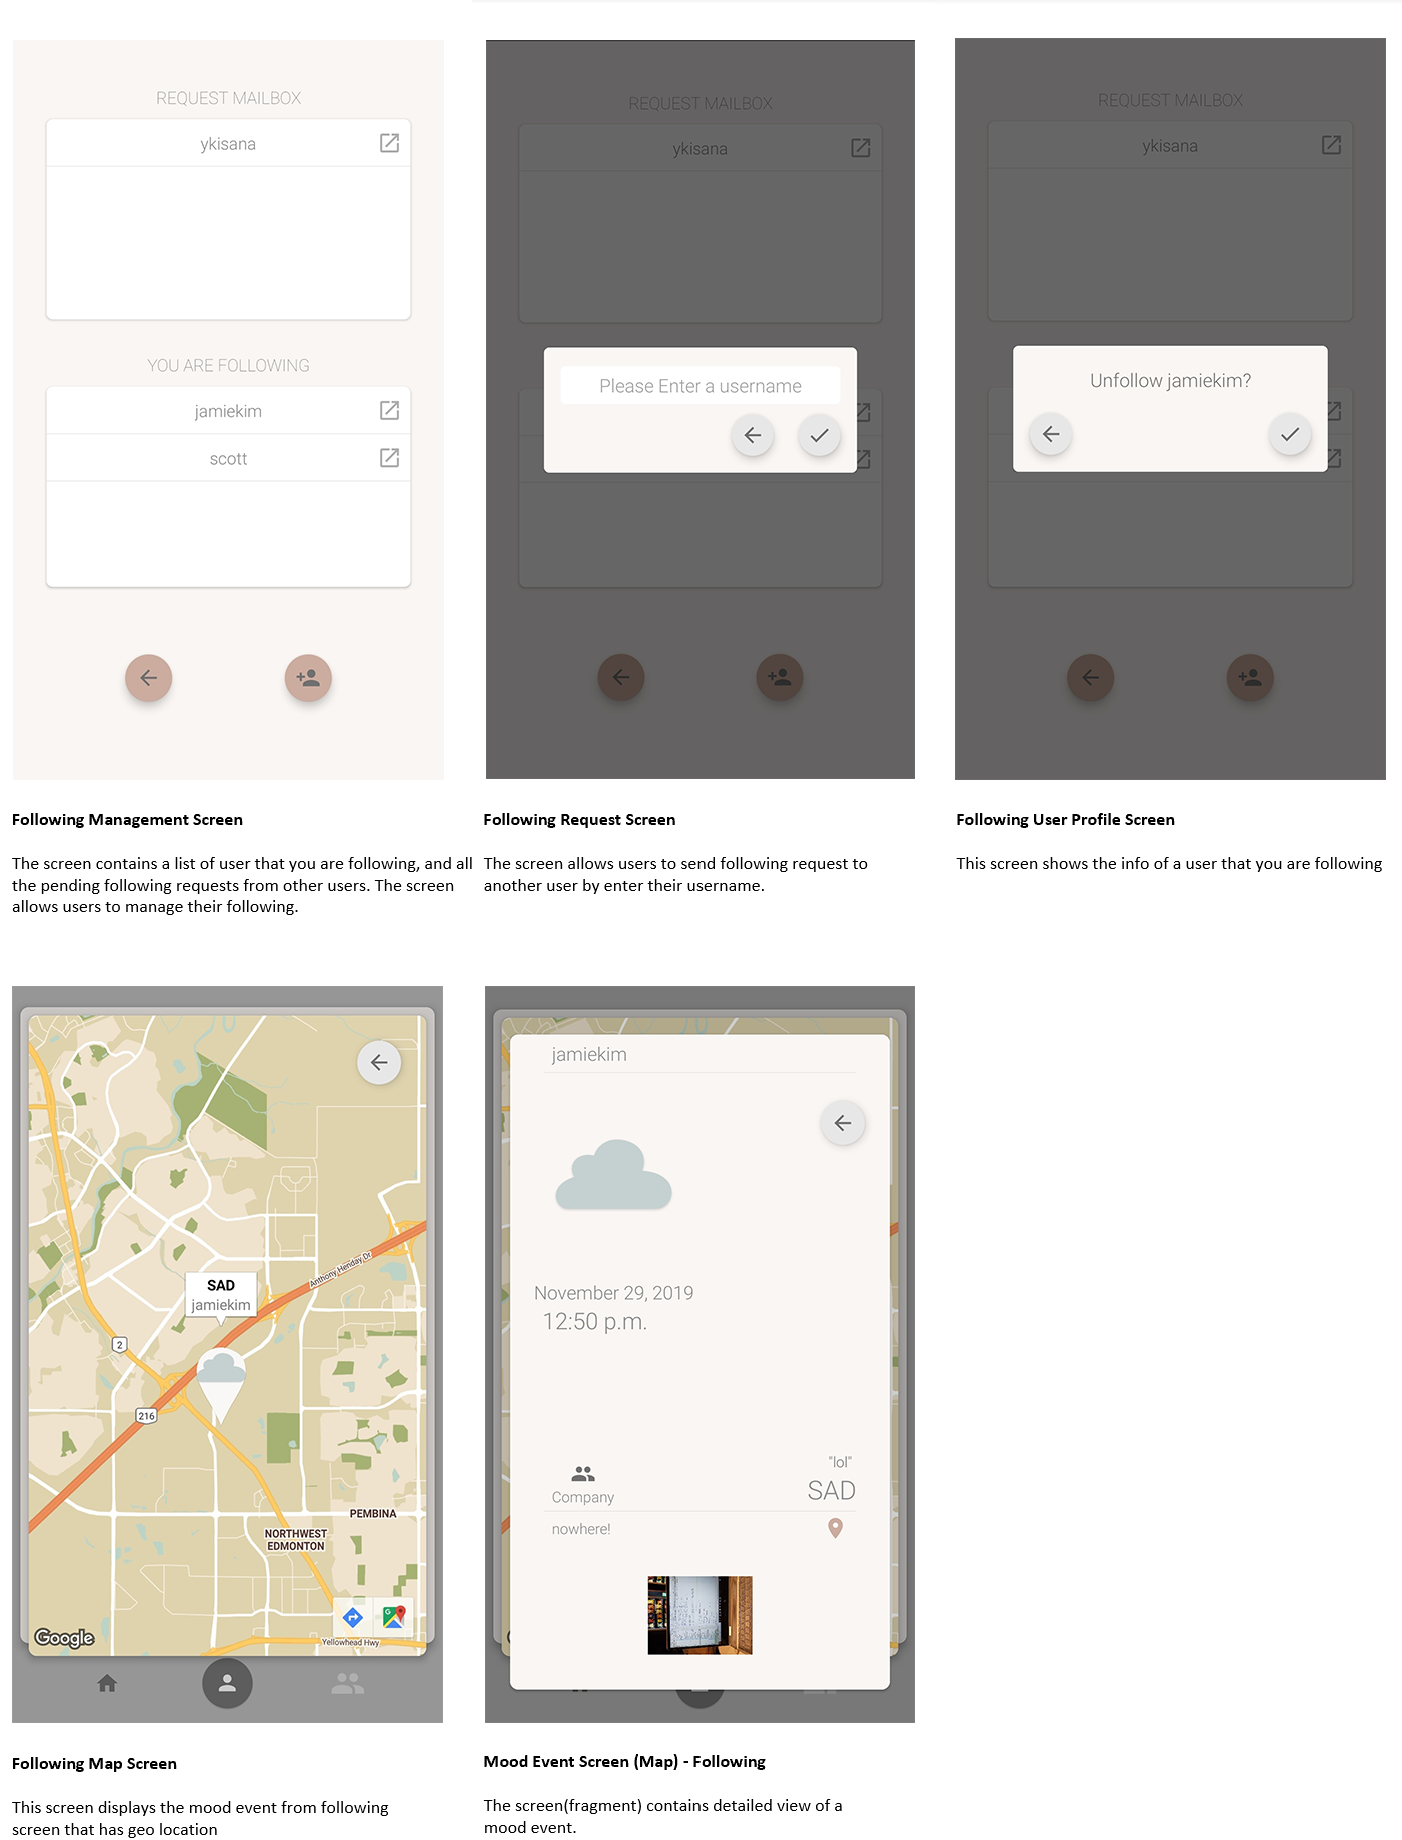 REQUEST MAILBOX
ykisana
YOU ARE FOLLOWING
jamiekim
scott
REQUEST MAILBOX
ykisana
Please Enter a username
REQUEST MAILBOX
ykisana
Unfollow jamiekim?
Following Management Screen
The screen contains a list of user that you are following, and all
the pending following requests from other users. The screen
allows users to manage their following.
Following Request Screen
The screen allows users to send following request to
another user by enter their username.
Following User Profile Screen
This screen shows the info of a user that you are following
SAD
jamiekim
Anthony Henday Dr
2
216
PEMBINA
NORTHWEST
EDMONTON
Google
Yellowhead Hwy
jamiekim
November 29, 2019
12:50 p.m.
"lol"
SAD
Company
nowhere!
Following Map Screen
This screen displays the mood event from following
screen that has geo location
Mood Event Screen (Map) - Following
The screen(fragment) contains detailed view of a
mood event.